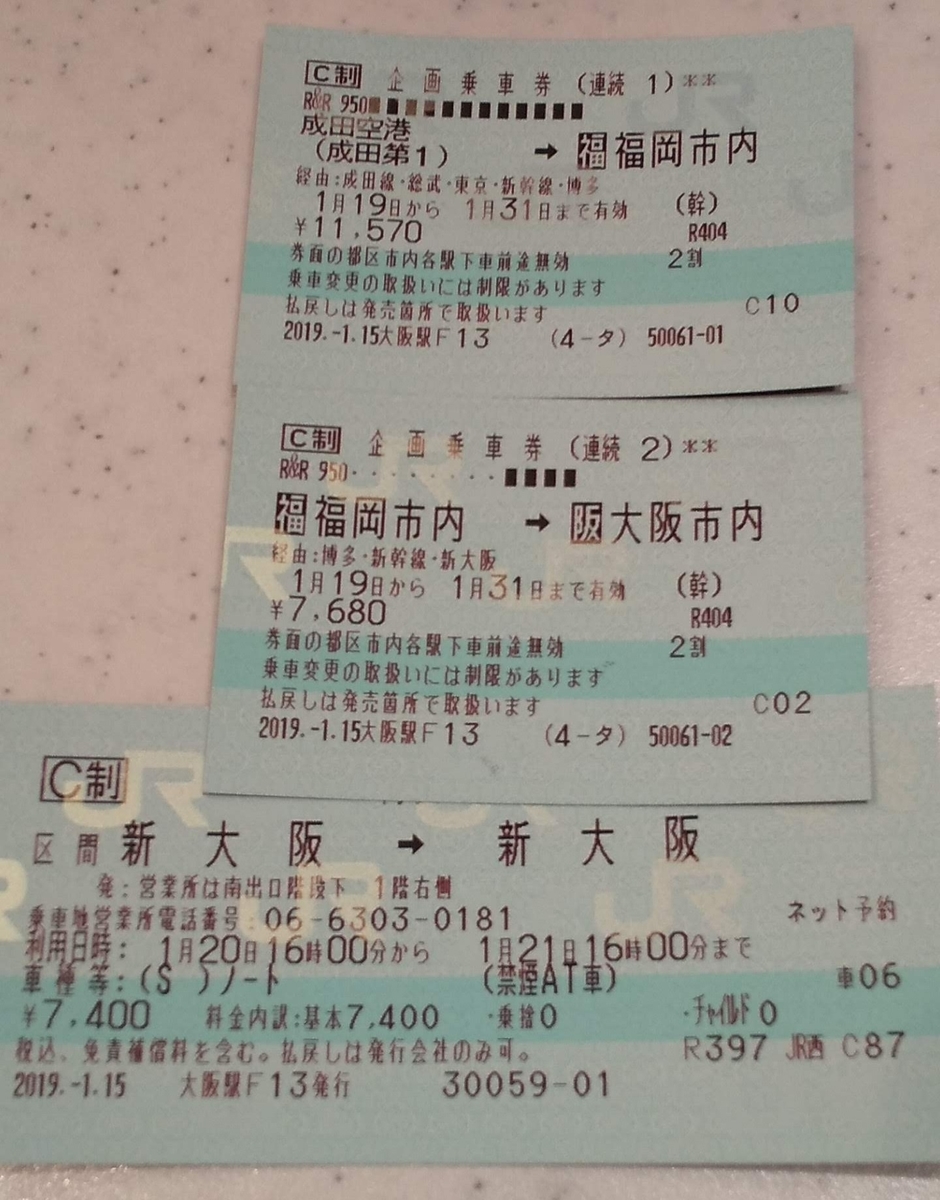 C制 企画乗車券(連続 1)**
R&R 950■■■■■■■■■■■■
成田空港
(成田第1) → 福福岡市内
経由:成田線・総武・東京・新幹線・博多
1月19日から 1月31日まで有効 (幹)
¥11,570 R404
券面の都区市内各駅下車前途無効 2割
乗車変更の取扱いには制限があります
払戻しは発売箇所で取扱います C10
2019.-1.15大阪駅F13 (4-タ) 50061-01
C制 企画乗車券(連続 2)**
R&R 950・・・・・・・・■■■■
福福岡市内 → 阪大阪市内
経由:博多・新幹線・新大阪
1月19日から 1月31日まで有効 (幹)
¥7,680 R404
券面の都区市内各駅下車前途無効 2割
乗車変更の取扱いには制限があります
払戻しは発売箇所で取扱います C02
2019.-1.15大阪駅F13 (4-タ) 50061-02
C制
区間 新大阪 → 新大阪
発:営業所は南出口階段下 1階右側
乗車地営業所電話番号:06-6303-0181 ネット予約
利用日時: 1月20日16時00分から 1月21日16時00分まで
車種等:(S )ノート (禁煙AT車) 車06
¥7,400 料金内訳:基本7,400 ・乗捨0 ・チャイルド0
税込、免責補償料を含む。払戻しは発行会社のみ可。 R397 JR西 C87
2019.-1.15 大阪駅F13発行 30059-01